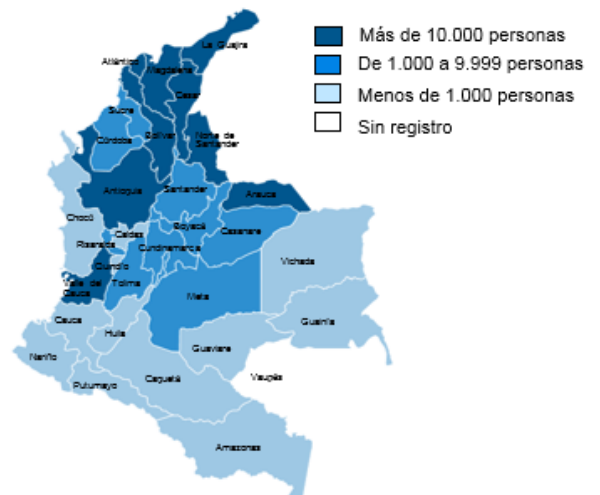 Más de 10.000 personas
De 1.000 a 9.999 personas
Menos de 1.000 personas
Sin registro
La Guajira
Atlántico
Magdalena
Cesar
Sucre
Bolívar
Norte de
Santander
Córdoba
Antioquia
Santander
Arauca
Chocó
Boyacá
Caldas
Casanare
Risaralda
Cundinamarca
Vichada
Quindío
Valle del
Cauca
Tolima
Meta
Cauca
Guainía
Huila
Guaviare
Nariño
Caquetá
Vaupés
Putumayo
Amazonas